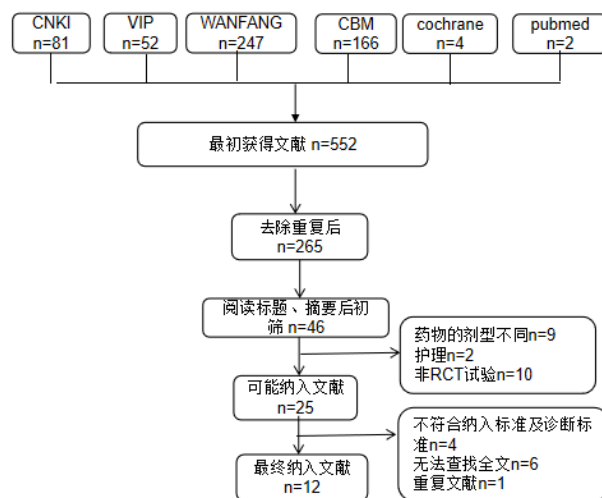 CNKI
n=81
VIP
n=52
WANFANG
n=247
CBM
n=166
cochrane
n=4
pubmed
n=2
最初获得文献 n=552
去除重复后
n=265
阅读标题、摘要后初
筛 n=46
药物的剂型不同n=9
护理n=2
非RCT试验n=10
可能纳入文献
n=25
不符合纳入标准及诊断标
准n=4
无法查找全文n=6
重复文献n=1
最终纳入文献
n=12